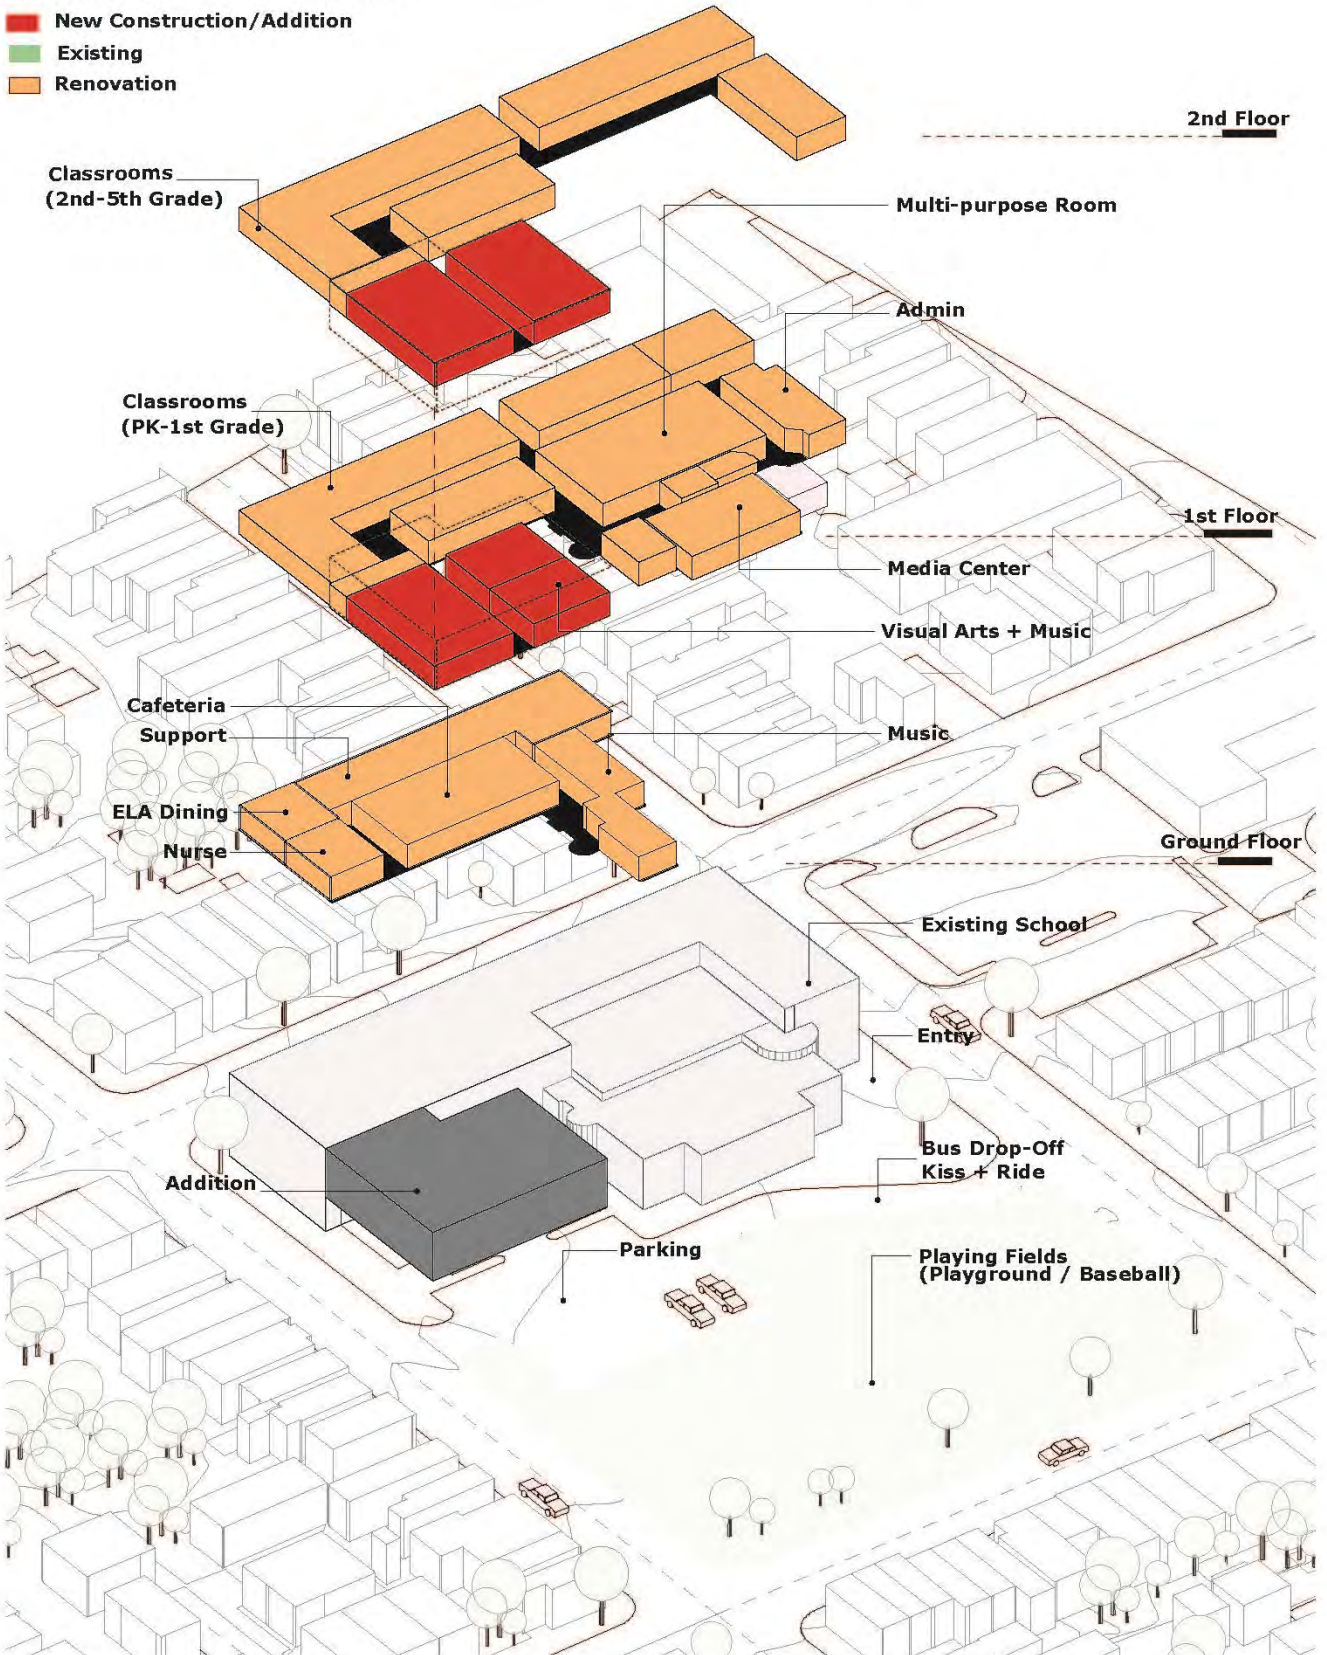 New Construction/Addition
Existing
Renovation
2nd Floor
Classrooms
(2nd-5th Grade)
Multi-purpose Room
Admin
Classrooms
(PK-1st Grade)
1st Floor
Media Center
Visual Arts + Music
Cafeteria
Support
Music
ELA Dining
Nurse
Ground Floor
Existing School
Entry
Bus Drop-Off
Kiss + Ride
Addition
Parking
Playing Fields
(Playground / Baseball)